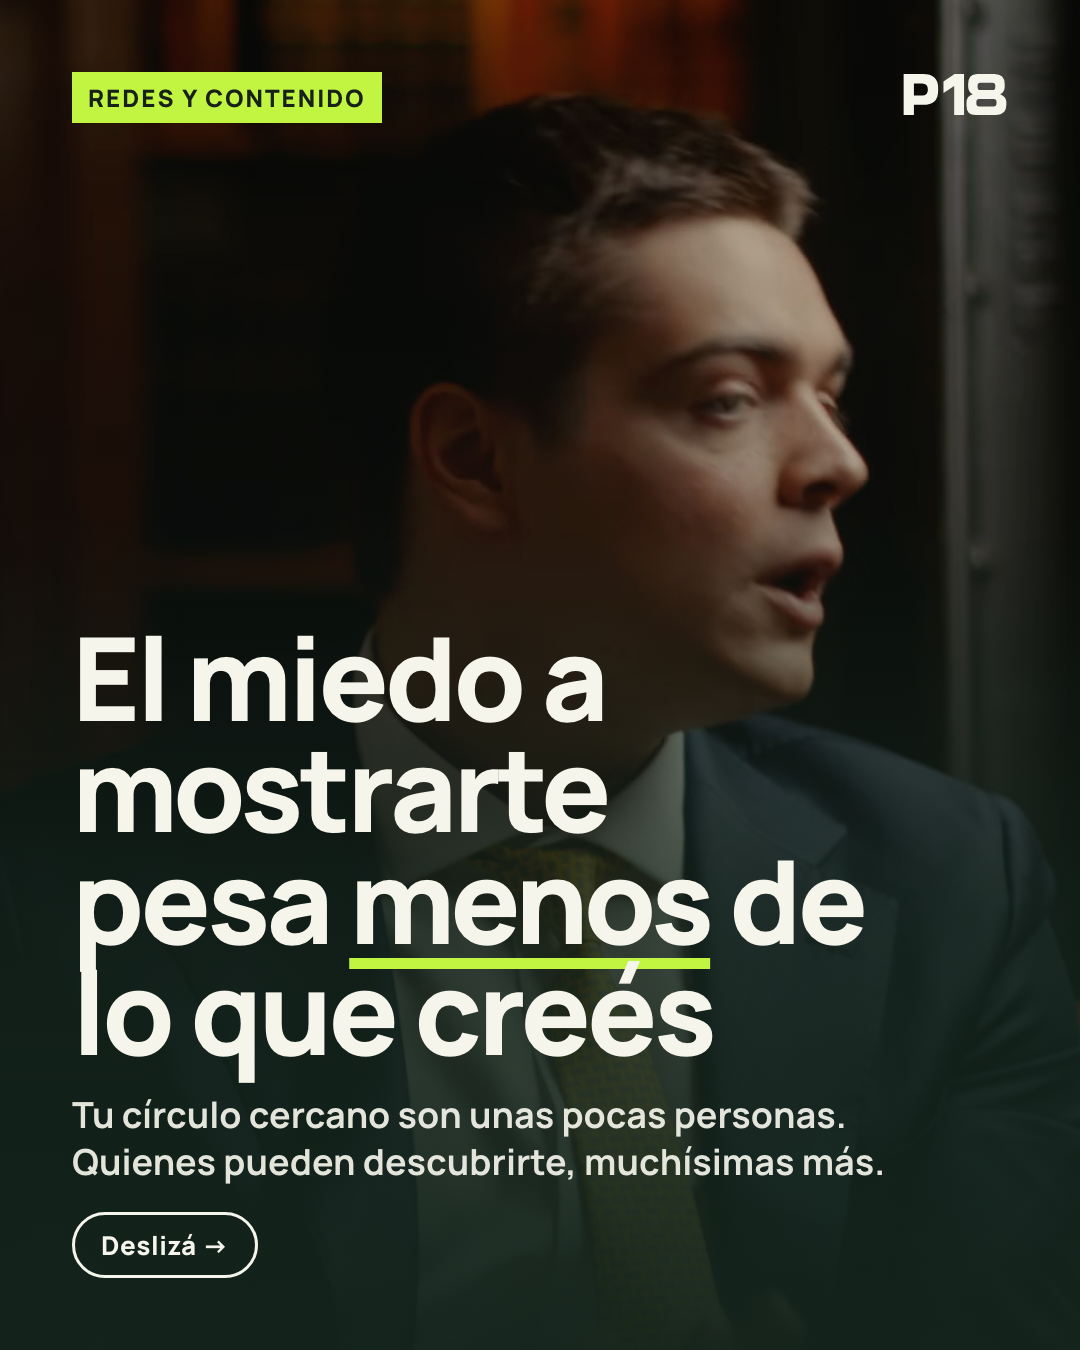 REDES Y CONTENIDO
P18
El miedo a
mostrarte
pesa menos de
lo que creés
Tu círculo cercano son unas pocas personas.
Quienes pueden descubrirte, muchísimas más.
Deslizá →